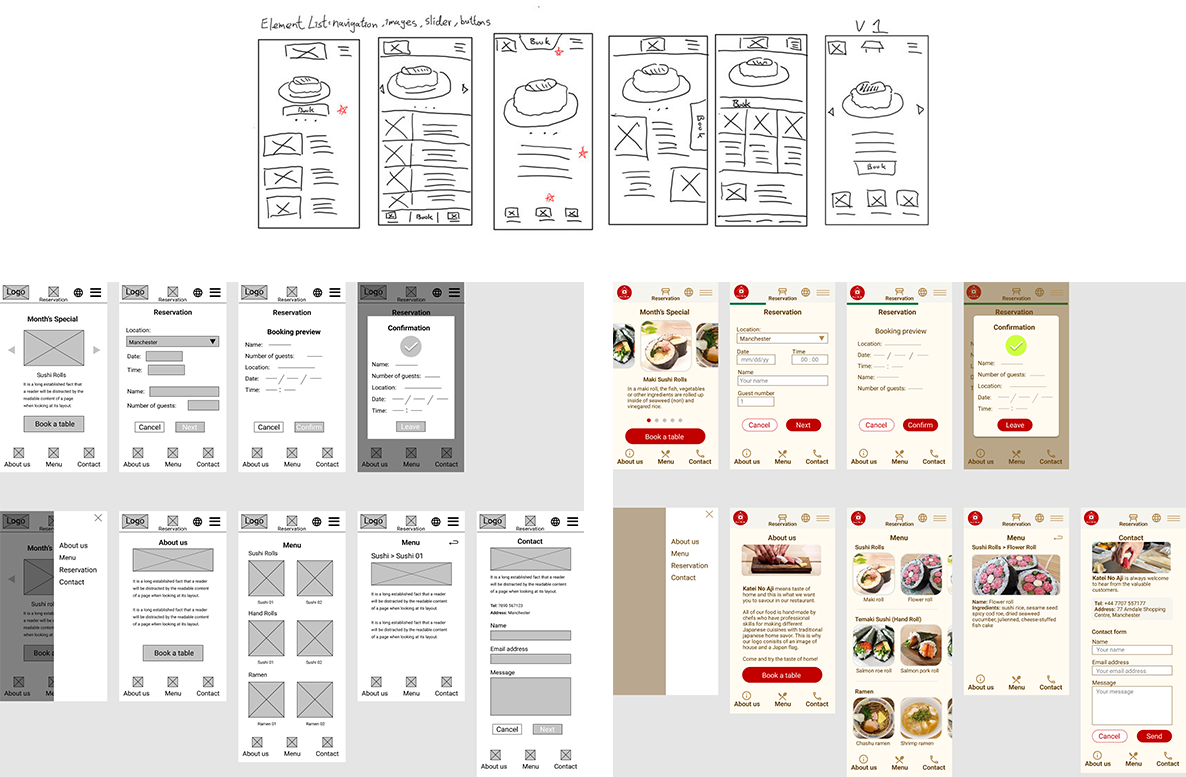 Element List: navigation, images, slider, buttons
V 1
Book
Book
Book
Book
Book
Book
Logo
Reservation
Month's Special
Sushi Rolls
It is a long established fact that a
reader will be distracted by the
readable content of a page
when looking at its layout.
Book a table
About us
Menu
Contact
Logo
Reservation
Reservation
Location:
Manchester
Date:
Time:
Name:
Number of guests:
Cancel
Next
About us
Menu
Contact
Logo
Reservation
Reservation
Booking preview
Name:
Number of guests:
Location:
Date:
Time:
Cancel
Confirm
About us
Menu
Contact
Logo
Reservation
Reservation
Confirmation
Name:
Number of guests:
Location:
Date:
Time:
Leave
About us
Menu
Contact
Reservation
Month's Special
Maki Sushi Rolls
In a maki roll, the fish, vegetables
or other ingredients are rolled up
inside of seaweed (nori) and
vinegared rice.
Book a table
About us
Menu
Contact
Reservation
Reservation
Location:
Manchester
Date
Time
mm/dd/yy
00 : 00
Name
Your name
Guest number
1
Cancel
Next
About us
Menu
Contact
Reservation
Reservation
Booking preview
Location:
Date:
Time:
Name:
Number of guests:
Cancel
Confirm
About us
Menu
Contact
Reservation
Reservation
Confirmation
Name:
Number of guests:
Location:
Date:
Time:
Leave
About us
Menu
Contact
Logo
Month's
Sushi rol
It is a long established
reader will be distracted
readable content of a page
when looking at its layout.
Book
About us
About us
Menu
Reservation
Contact
Logo
Reservation
About us
It is a long established fact that a reader
will be distracted by the readable content
of a page when looking at its layout.
It is a long established fact that a reader
will be distracted by the readable content
of a page when looking at its layout.
Book a table
About us
Menu
Contact
Logo
Reservation
Menu
Sushi Rolls
Sushi 01
Sushi 02
Hand Rolls
Sushi 01
Sushi 02
Ramen
Ramen 01
Ramen 02
About us
Menu
Contact
Logo
Reservation
Menu
Sushi > Sushi 01
It is a long established fact that a reader
will be distracted by the readable content
of a page when looking at its layout.
It is a long established fact that a reader
will be distracted by the readable content
of a page when looking at its layout.
About us
Menu
Contact
Logo
Reservation
Contact
It is a long established fact that a reader
will be distracted by the readable content
of a page when looking at its layout.
Tel: 7890 567123
Address: Manchester
Name
Email address
Message
Cancel
Next
About us
Menu
Contact
About us
Menu
Reservation
Contact
Reservation
About us
Katei No Aji means taste of
home and this is what we want
you to savour in our restaurant.
All of our food is hand-made by
chefs who have professional
skills for making different
Japanese cuisines with traditional
japanese home savor. This is why
our logo consists of an image of
house and a Japan flag.
Come and try the taste of home!
Book a table
About us
Menu
Contact
Reservation
Menu
Sushi Rolls
Maki roll
Flower roll
Temaki Sushi (Hand Roll)
Salmon roe roll
Salmon pork roll
Ramen
Chashu ramen
Shrimp ramen
About us
Menu
Contact
Reservation
Menu
Sushi Rolls > Flower Roll
Name: Flower roll
Ingredients: sushi rice, sesame seed
spicy cod roe, dried seaweed
cucumber, julienned, cheese-stuffed
fish cake
About us
Menu
Contact
Reservation
Contact
Katei No Aji is always welcome
to hear from the valuable
customers.
Tel: +44 7707 557177
Address: 77 Arndale Shopping
Centre, Manchester
Contact form
Name
Your name
Email address
Your email address
Message
Your message
Cancel
Send
About us
Menu
Contact